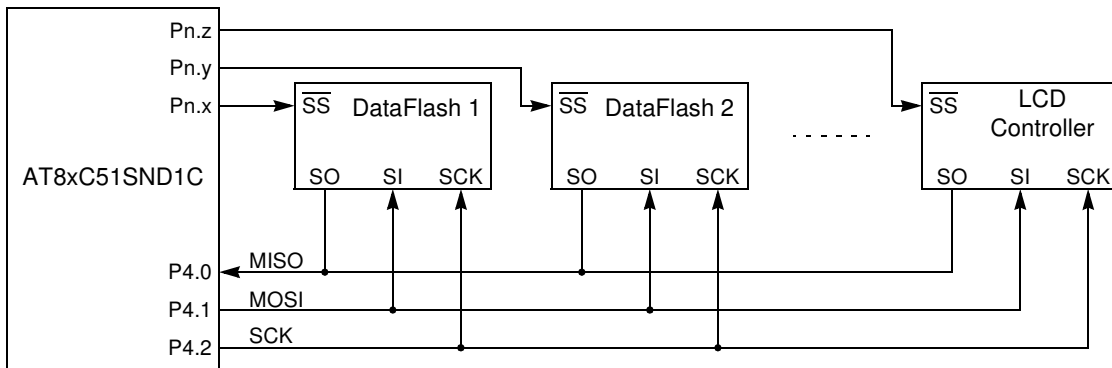 Pn.z
Pn.y
Pn.x
AT8xC51SND1C
P4.0
P4.1
P4.2
SS DataFlash 1
SO SI SCK
SS DataFlash 2
SO SI SCK
SS LCD
Controller
SO SI SCK
MISO
MOSI
SCK